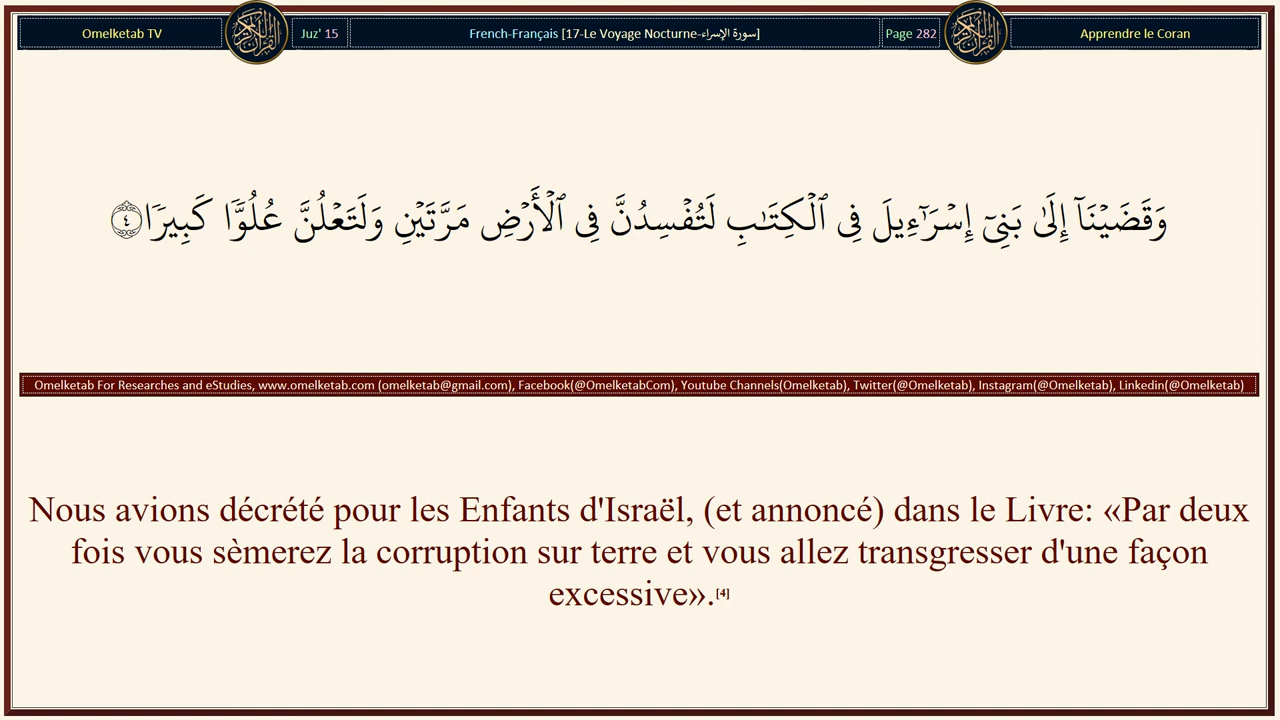 Omelketab TV
Juz' 15
French-Français [17-Le Voyage Nocturne-سورة الإسراء]
Page 282
Apprendre le Coran
وَقَضَيْنَآ إِلَىٰ بَنِىٓ إِسْرَٰٓءِيلَ فِى ٱلْكِتَـٰبِ لَتُفْسِدُنَّ فِى ٱلْأَرْضِ مَرَّتَيْنِ وَلَتَعْلُنَّ عُلُوًّا كَبِيرًا ٤
Omelketab For Researches and eStudies, www.omelketab.com (omelketab@gmail.com), Facebook(@OmelketabCom), Youtube Channels(Omelketab), Twitter(@Omelketab), Instagram(@Omelketab), Linkedin(@Omelketab)
Nous avions décrété pour les Enfants d'Israël, (et annoncé) dans le Livre: «Par deux
fois vous sèmerez la corruption sur terre et vous allez transgresser d'une façon
excessive».[4]